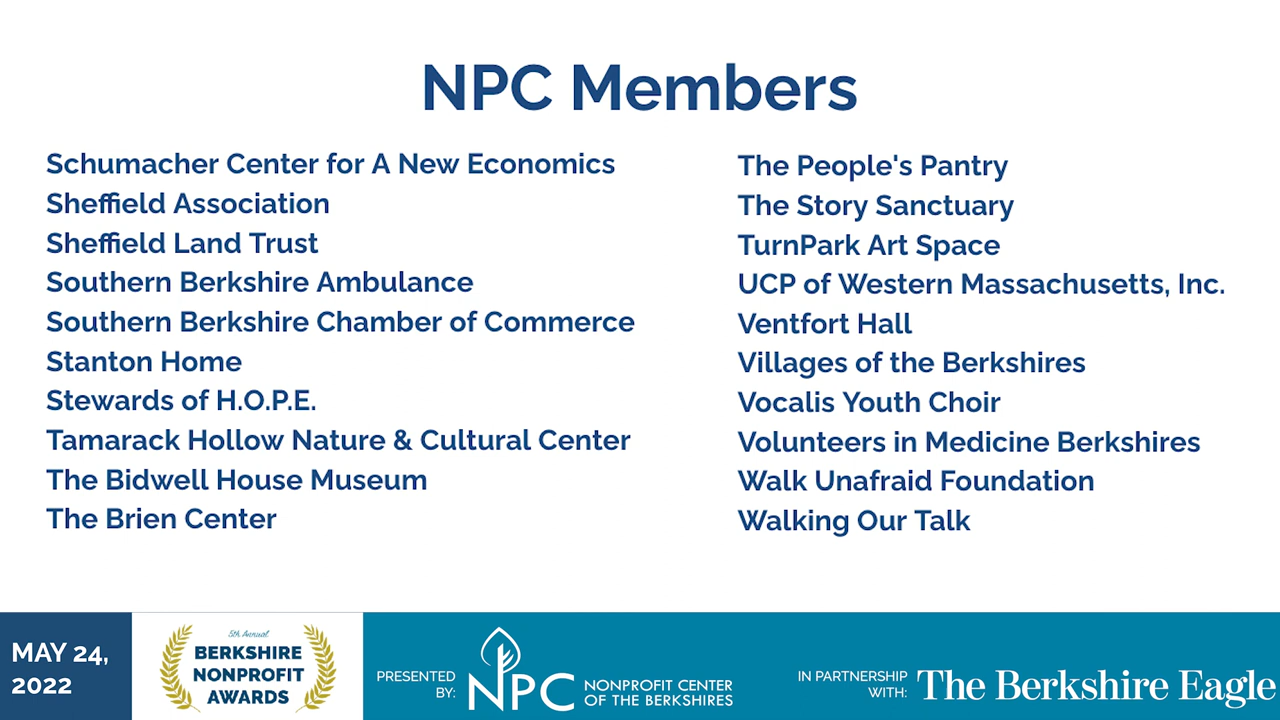 NPC Members
Schumacher Center for A New Economics
Sheffield Association
Sheffield Land Trust
Southern Berkshire Ambulance
Southern Berkshire Chamber of Commerce
Stanton Home
Stewards of H.O.P.E.
Tamarack Hollow Nature & Cultural Center
The Bidwell House Museum
The Brien Center
The People's Pantry
The Story Sanctuary
TurnPark Art Space
UCP of Western Massachusetts, Inc.
Ventfort Hall
Villages of the Berkshires
Vocalis Youth Choir
Volunteers in Medicine Berkshires
Walk Unafraid Foundation
Walking Our Talk
MAY 24,
2022
5th Annual
BERKSHIRE
NONPROFIT
AWARDS
PRESENTED
BY:
NPC
NONPROFIT CENTER
OF THE BERKSHIRES
IN PARTNERSHIP
WITH:
The Berkshire Eagle